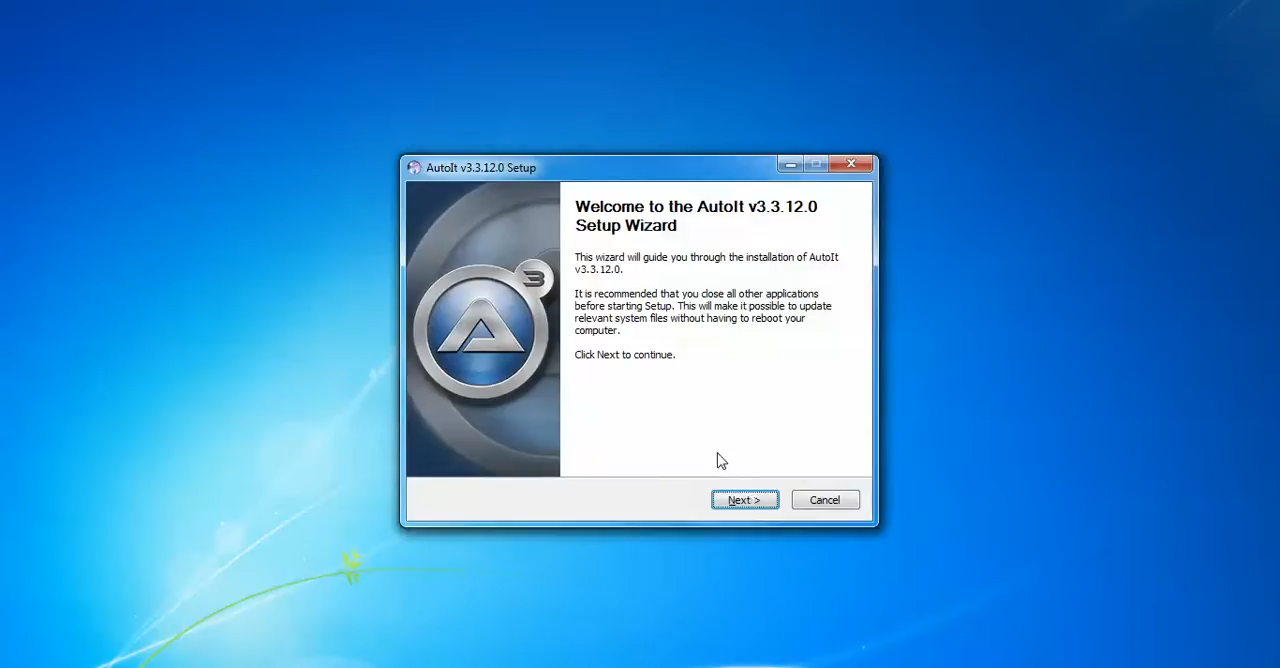 AutoIt v3.3.12.0 Setup
3
Welcome to the AutoIt v3.3.12.0
Setup Wizard
This wizard will guide you through the installation of AutoIt
v3.3.12.0.
It is recommended that you close all other applications
before starting Setup. This will make it possible to update
relevant system files without having to reboot your
computer.
Click Next to continue.
Next >
Cancel